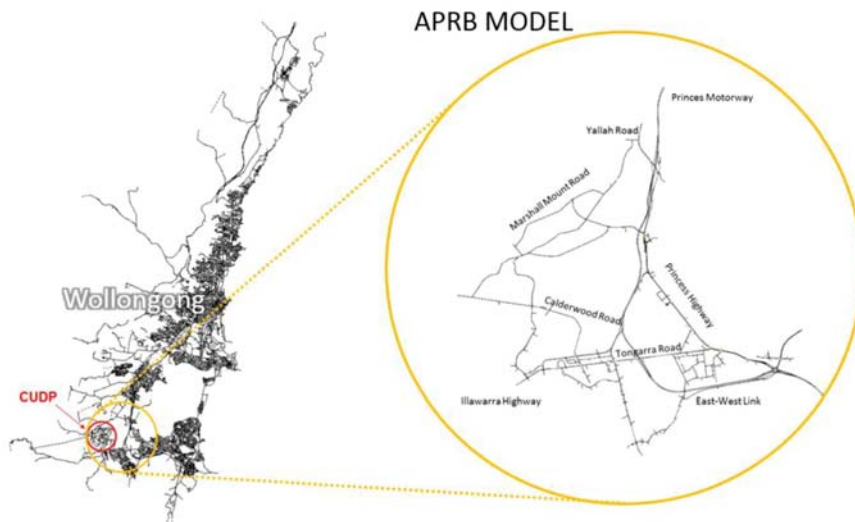 APRB MODEL
Princes Motorway
Yallah Road
Marshall Mount Road
Princess Highway
Wollongong
Calderwood Road
Tongarra Road
CUDP
Illawarra Highway
East-West Link